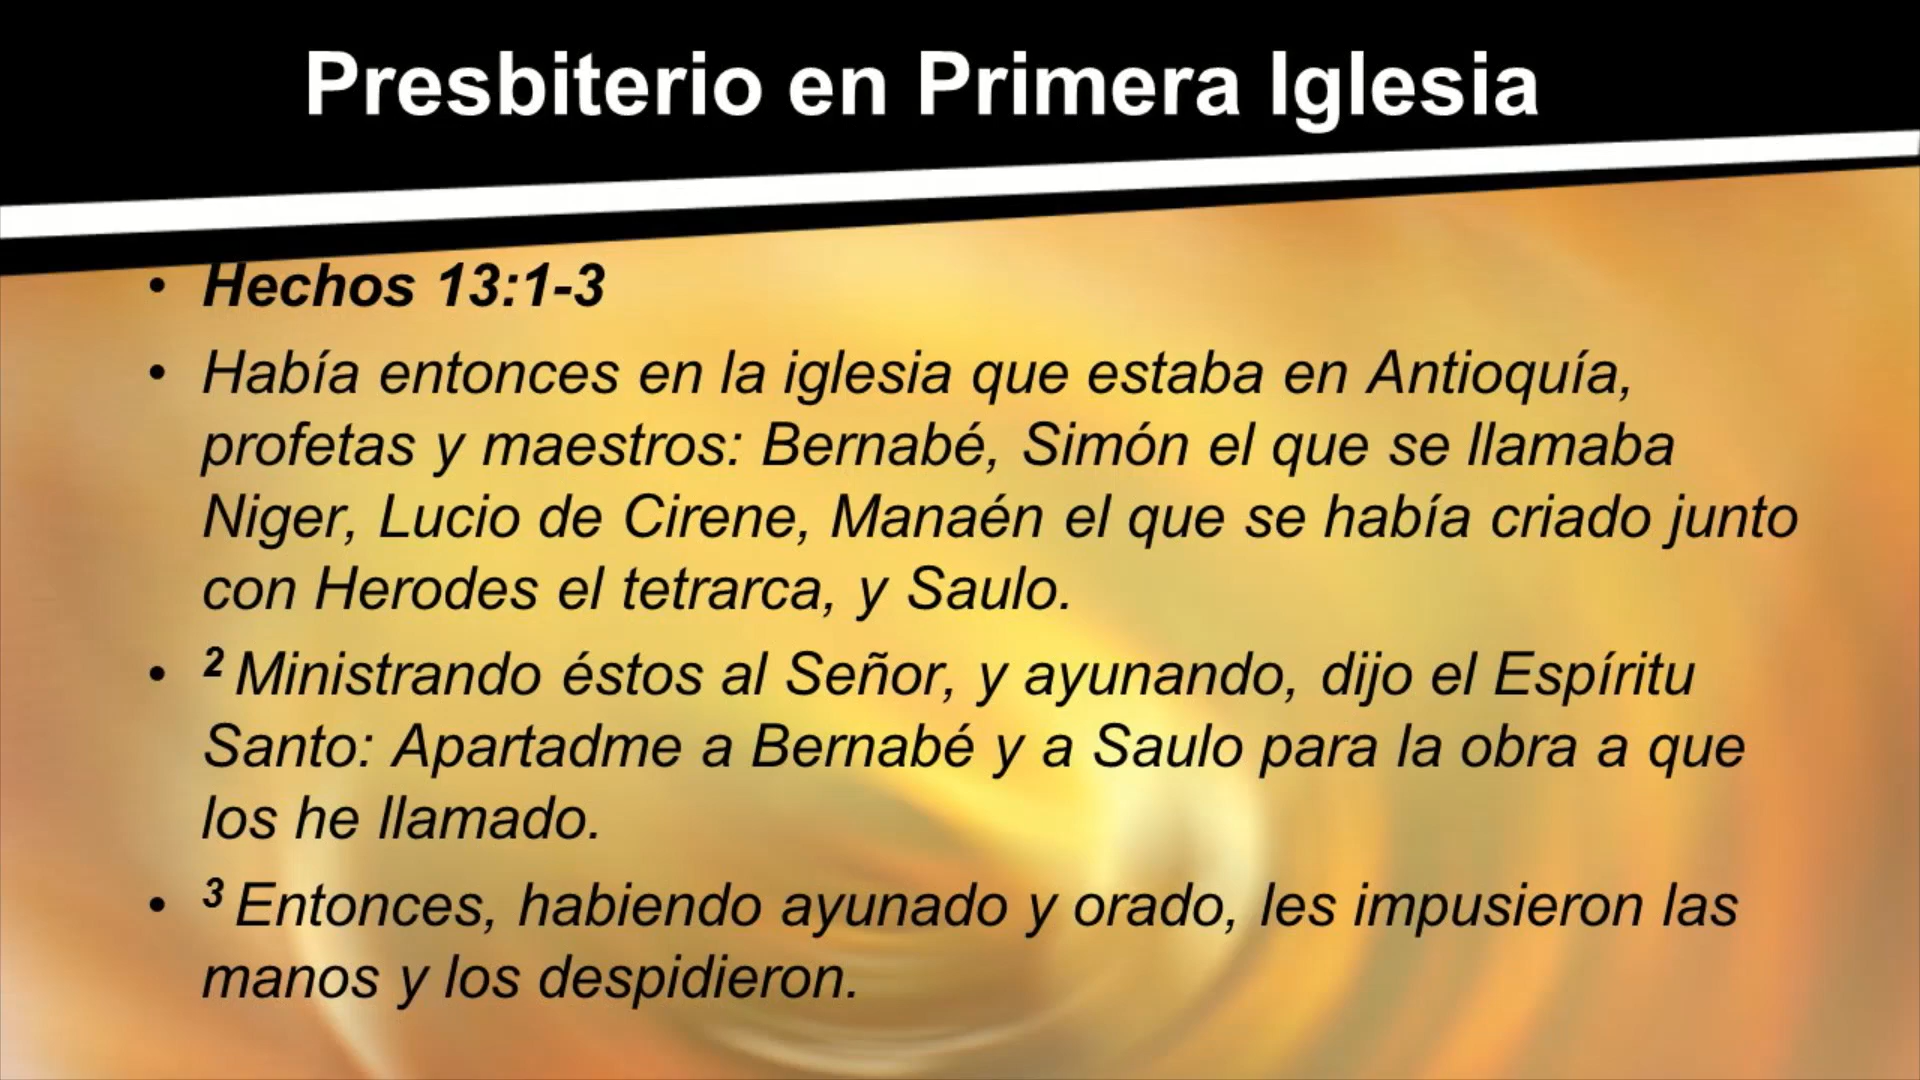 Presbiterio en Primera Iglesia
• Hechos 13:1-3
• Había entonces en la iglesia que estaba en Antioquía,
profetas y maestros: Bernabé, Simón el que se llamaba
Niger, Lucio de Cirene, Manaén el que se había criado junto
con Herodes el tetrarca, y Saulo.
• 2 Ministrando éstos al Señor, y ayunando, dijo el Espíritu
Santo: Apartadme a Bernabé y a Saulo para la obra a que
los he llamado.
• 3 Entonces, habiendo ayunado y orado, les impusieron las
manos y los despidieron.